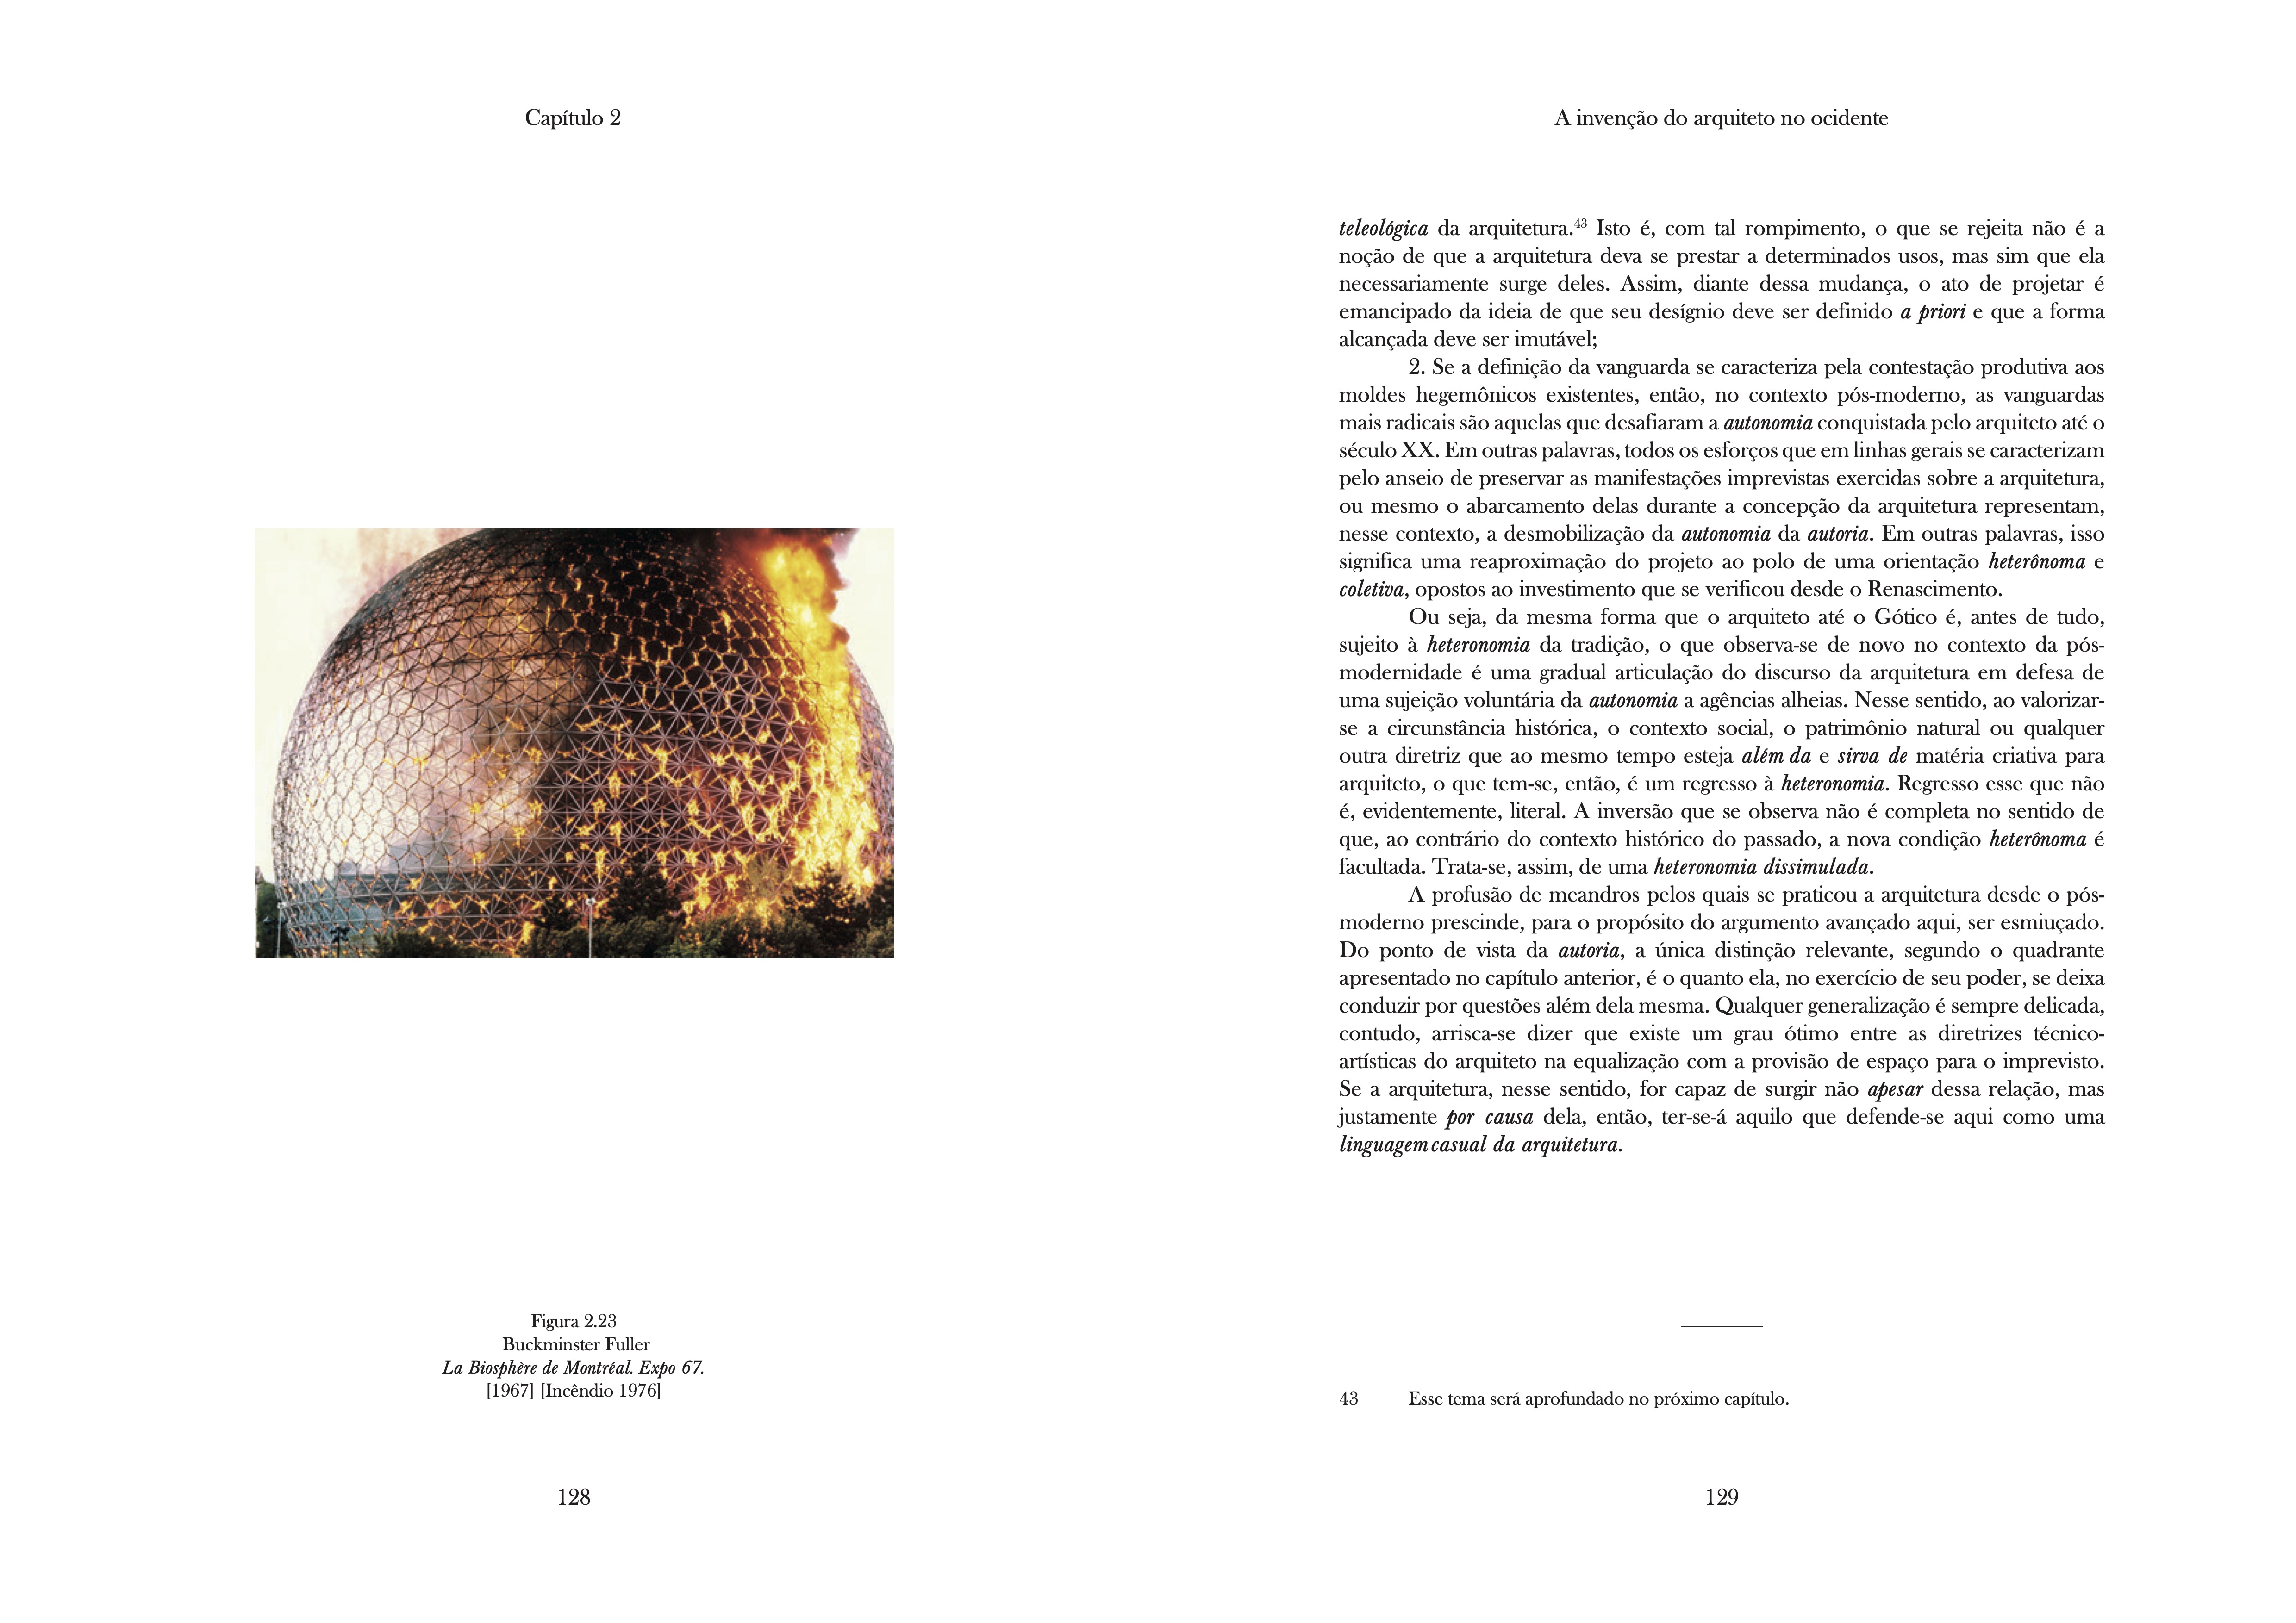 Capítulo 2
Figura 2.23
Buckminster Fuller
La Biosphère de Montréal. Expo 67.
[1967] [Incêndio 1976]
128
A invenção do arquiteto no ocidente
teleológica da arquitetura.43 Isto é, com tal rompimento, o que se rejeita não é a
noção de que a arquitetura deva se prestar a determinados usos, mas sim que ela
necessariamente surge deles. Assim, diante dessa mudança, o ato de projetar é
emancipado da ideia de que seu desígnio deve ser definido a priori e que a forma
alcançada deve ser imutável;
2. Se a definição da vanguarda se caracteriza pela contestação produtiva aos
moldes hegemônicos existentes, então, no contexto pós-moderno, as vanguardas
mais radicais são aquelas que desafiaram a autonomia conquistada pelo arquiteto até o
século XX. Em outras palavras, todos os esforços que em linhas gerais se caracterizam
pelo anseio de preservar as manifestações imprevistas exercidas sobre a arquitetura,
ou mesmo o abarcamento delas durante a concepção da arquitetura representam,
nesse contexto, a desmobilização da autonomia da autoria. Em outras palavras, isso
significa uma reaproximação do projeto ao polo de uma orientação heterônoma e
coletiva, opostos ao investimento que se verificou desde o Renascimento.
Ou seja, da mesma forma que o arquiteto até o Gótico é, antes de tudo,
sujeito à heteronomia da tradição, o que observa-se de novo no contexto da pós-
modernidade é uma gradual articulação do discurso da arquitetura em defesa de
uma sujeição voluntária da autonomia a agências alheias. Nesse sentido, ao valorizar-
se a circunstância histórica, o contexto social, o patrimônio natural ou qualquer
outra diretriz que ao mesmo tempo esteja além da e sirva de matéria criativa para
arquiteto, o que tem-se, então, é um regresso à heteronomia. Regresso esse que não
é, evidentemente, literal. A inversão que se observa não é completa no sentido de
que, ao contrário do contexto histórico do passado, a nova condição heterônoma é
facultada. Trata-se, assim, de uma heteronomia dissimulada.
A profusão de meandros pelos quais se praticou a arquitetura desde o pós-
moderno prescinde, para o propósito do argumento avançado aqui, ser esmiuçado.
Do ponto de vista da autoria, a única distinção relevante, segundo o quadrante
apresentado no capítulo anterior, é o quanto ela, no exercício de seu poder, se deixa
conduzir por questões além dela mesma. Qualquer generalização é sempre delicada,
contudo, arrisca-se dizer que existe um grau ótimo entre as diretrizes técnico-
artísticas do arquiteto na equalização com a provisão de espaço para o imprevisto.
Se a arquitetura, nesse sentido, for capaz de surgir não apesar dessa relação, mas
justamente por causa dela, então, ter-se-á aquilo que defende-se aqui como uma
linguagem casual da arquitetura.
43 Esse tema será aprofundado no próximo capítulo.
129